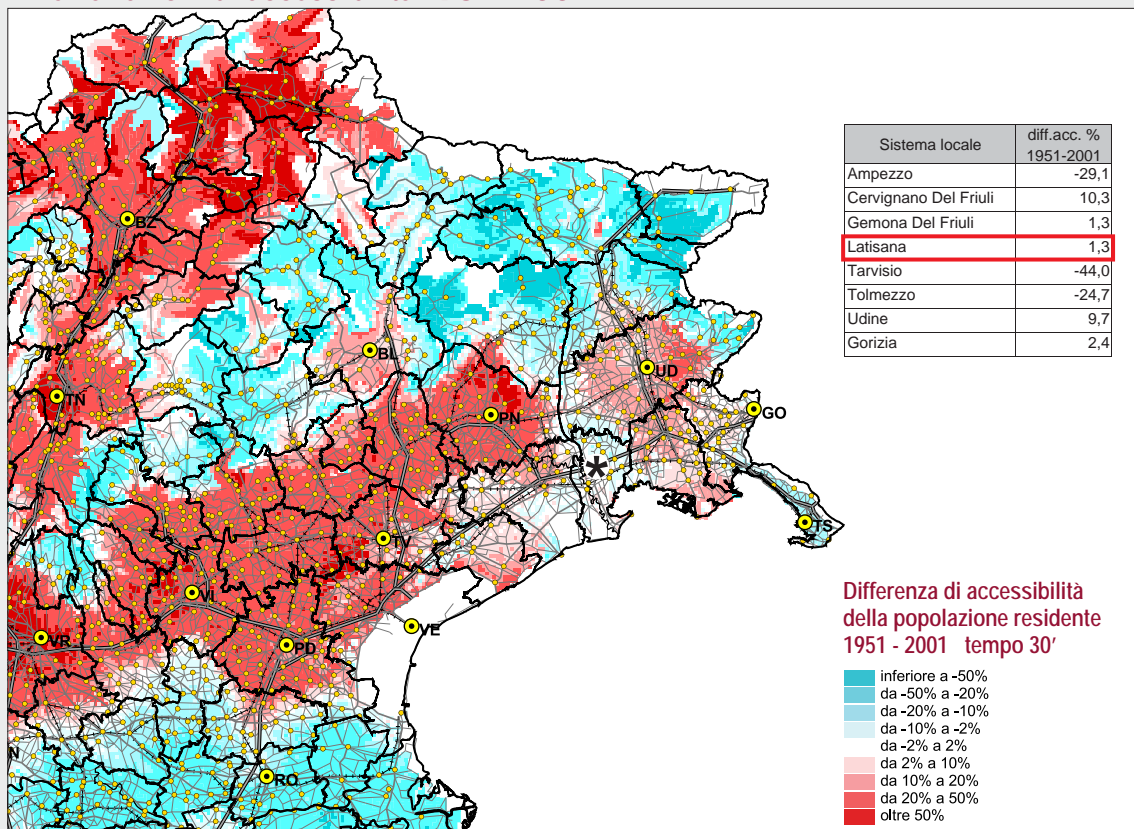 BZ
TN
BL
UD
PN
GO
*
TS
TV
VI
VE
VR
PD
N
RO
Sistema locale diff.acc. % 1951-2001
Ampezzo -29,1
Cervignano Del Friuli 10,3
Gemona Del Friuli 1,3
Latisana 1,3
Tarvisio -44,0
Tolmezzo -24,7
Udine 9,7
Gorizia 2,4
Differenza di accessibilità
della popolazione residente
1951 - 2001 tempo 30'
inferiore a -50%
da -50% a -20%
da -20% a -10%
da -10% a -2%
da -2% a 2%
da 2% a 10%
da 10% a 20%
da 20% a 50%
oltre 50%